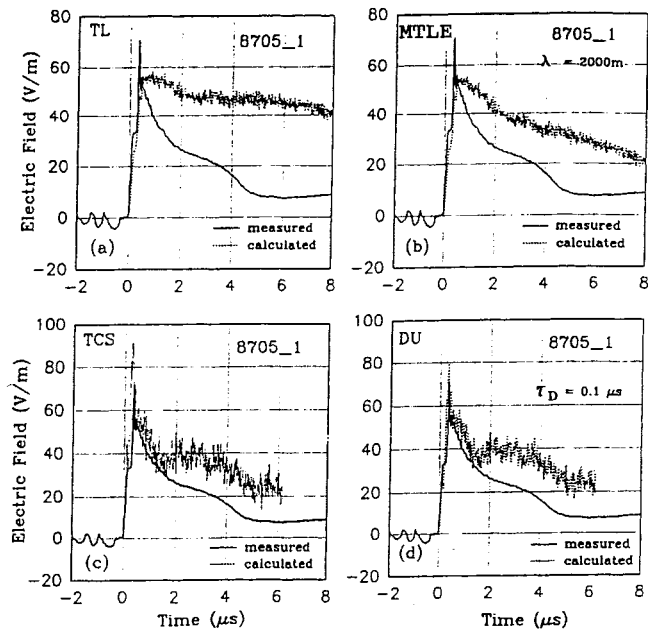 TL
8705_1
80
60
40
20
0
−20
Electric Field (V/m)
(a)
measured
calculated
−2
0
2
4
6
8
MTLE
8705_1
λ = 2000m
80
60
40
20
0
−20
(b)
measured
calculated
−2
0
2
4
6
8
TCS
8705_1
100
80
60
40
20
0
−20
Electric Field (V/m)
(c)
measured
calculated
−2
0
2
4
6
8
Time (μs)
DU
8705_1
τD = 0.1 μs
100
80
60
40
20
0
−20
(d)
measured
calculated
−2
0
2
4
6
8
Time (μs)